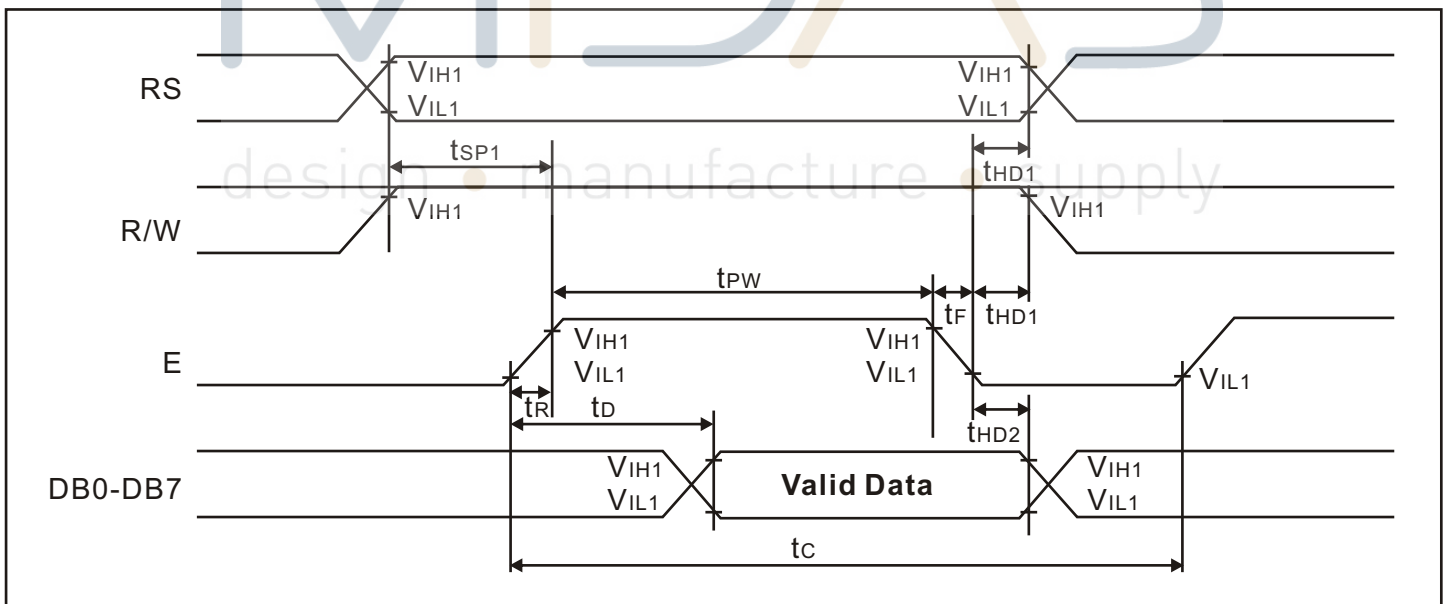 MIDAS
RS
VIH1
VIL1
VIH1
VIL1
tSP1
tHD1
design • manufacture • supply
R/W
VIH1
VIH1
tPW
tF
tHD1
E
VIH1
VIL1
VIH1
VIL1
VIL1
tR
tD
tHD2
DB0-DB7
VIH1
VIL1
Valid Data
VIH1
VIL1
tC